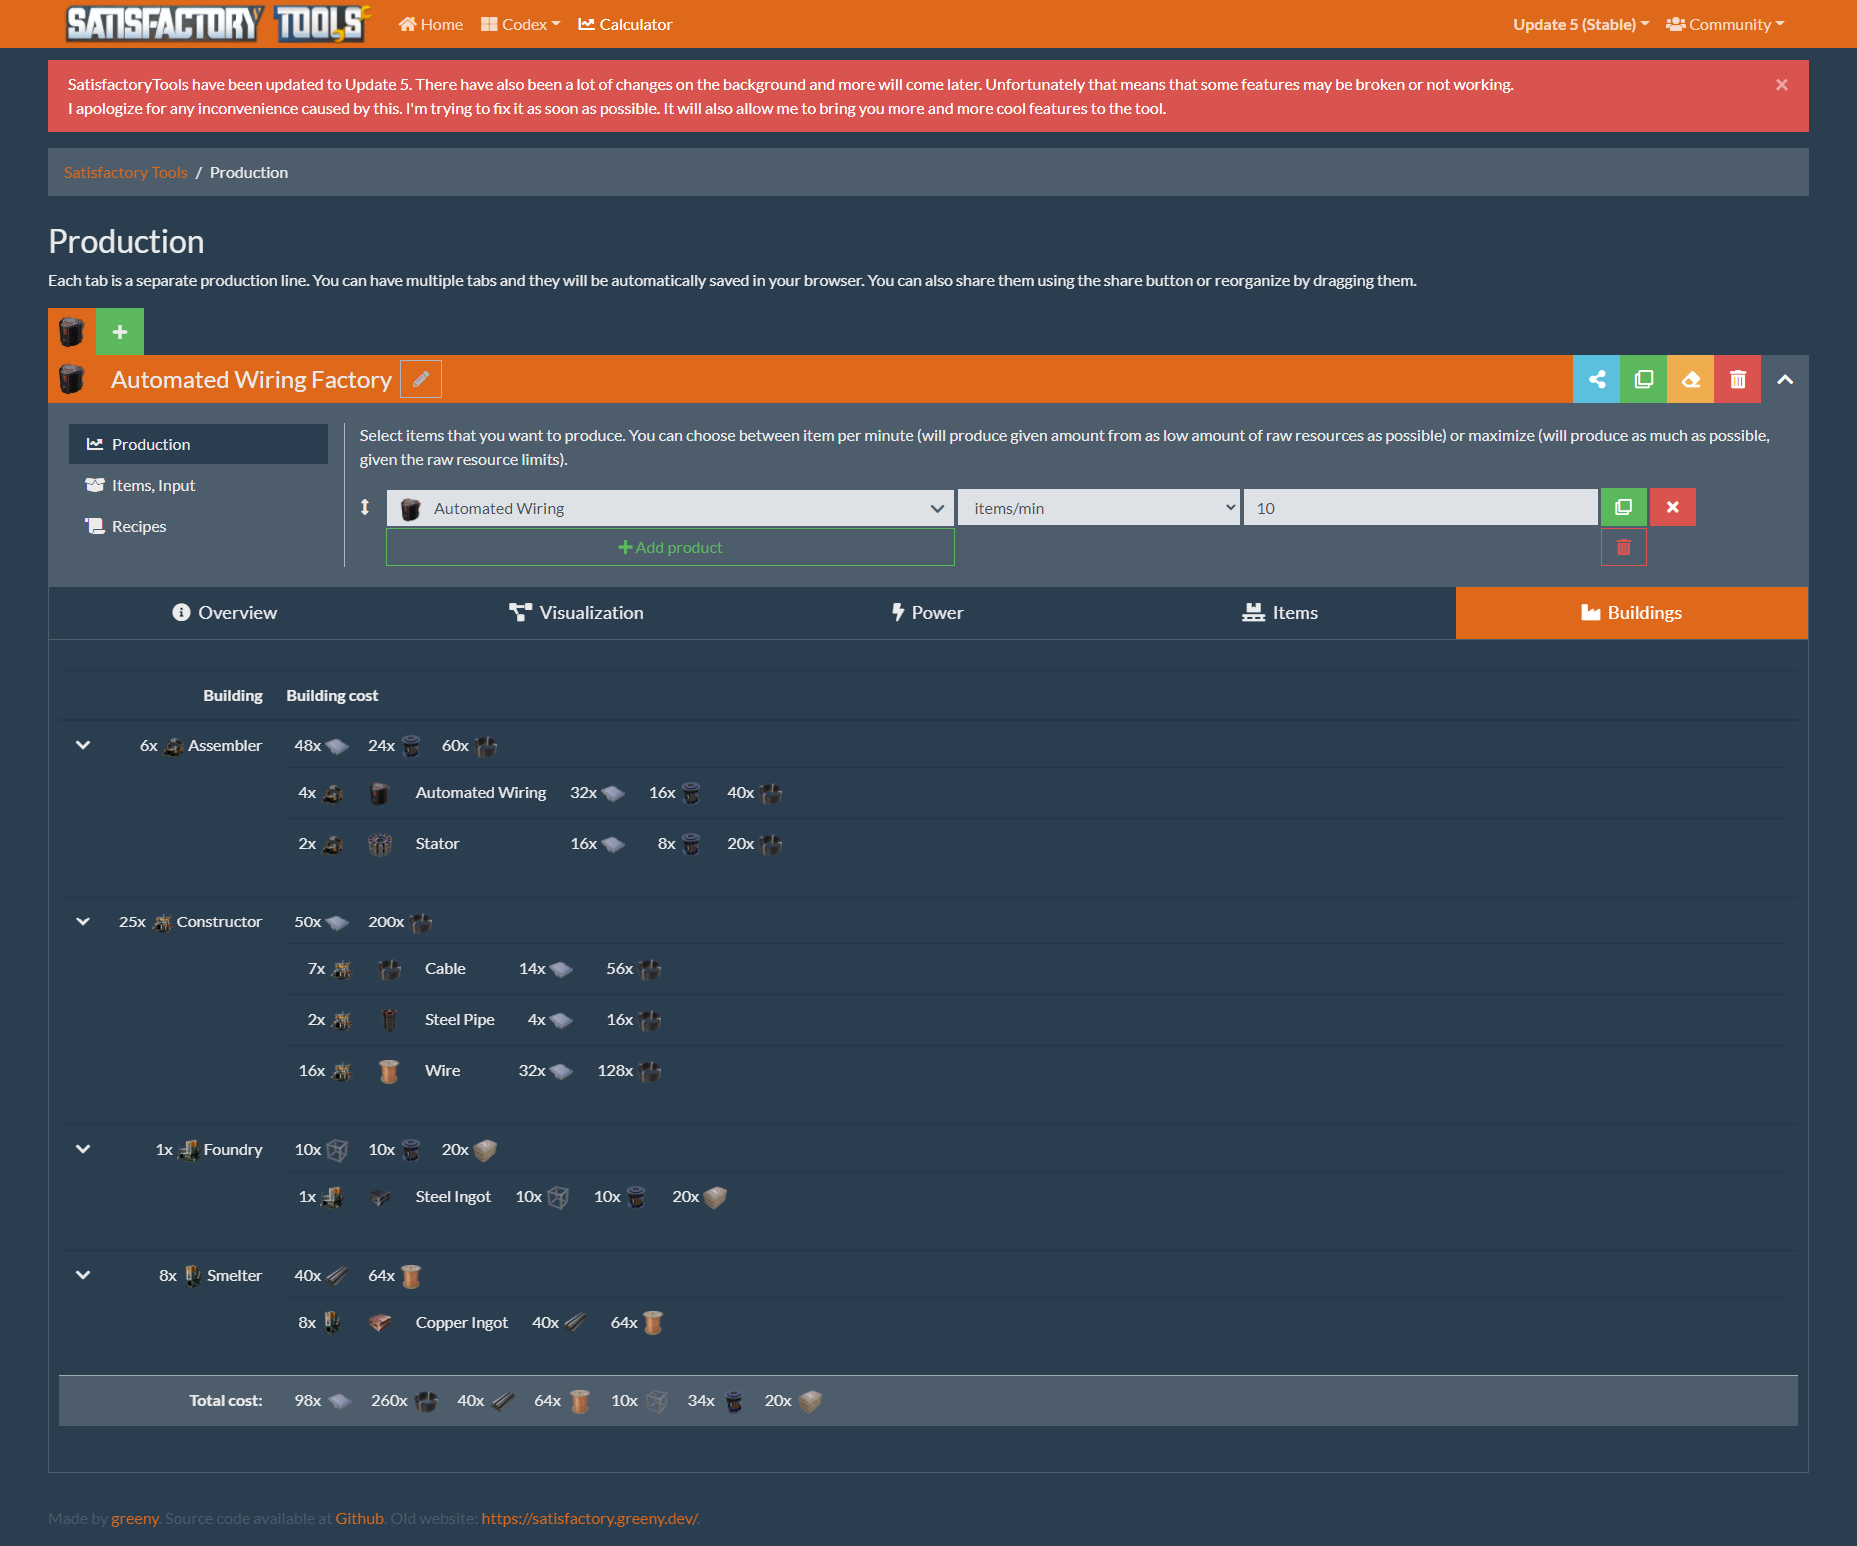 SATISFACTORY TOOLS Home Codex Calculator Update 5 (Stable) Community
SatisfactoryTools have been updated to Update 5. There have also been a lot of changes on the background and more will come later. Unfortunately that means that some features may be broken or not working.
I apologize for any inconvenience caused by this. I'm trying to fix it as soon as possible. It will also allow me to bring you more and more cool features to the tool.
Satisfactory Tools / Production
Production
Each tab is a separate production line. You can have multiple tabs and they will be automatically saved in your browser. You can also share them using the share button or reorganize by dragging them.
Automated Wiring Factory
Production
Items, Input
Recipes
Select items that you want to produce. You can choose between item per minute (will produce given amount from as low amount of raw resources as possible) or maximize (will produce as much as possible,
given the raw resource limits).
Automated Wiring items/min 10
Add product
Overview Visualization Power Items Buildings
Building Building cost
6x Assembler 48x 24x 60x
4x Automated Wiring 32x 16x 40x
2x Stator 16x 8x 20x
25x Constructor 50x 200x
7x Cable 14x 56x
2x Steel Pipe 4x 16x
16x Wire 32x 128x
1x Foundry 10x 10x 20x
1x Steel Ingot 10x 10x 20x
8x Smelter 40x 64x
8x Copper Ingot 40x 64x
Total cost: 98x 260x 40x 64x 10x 34x 20x
Made by greeny. Source code available at Github. Old website: https://satisfactory.greeny.dev/.